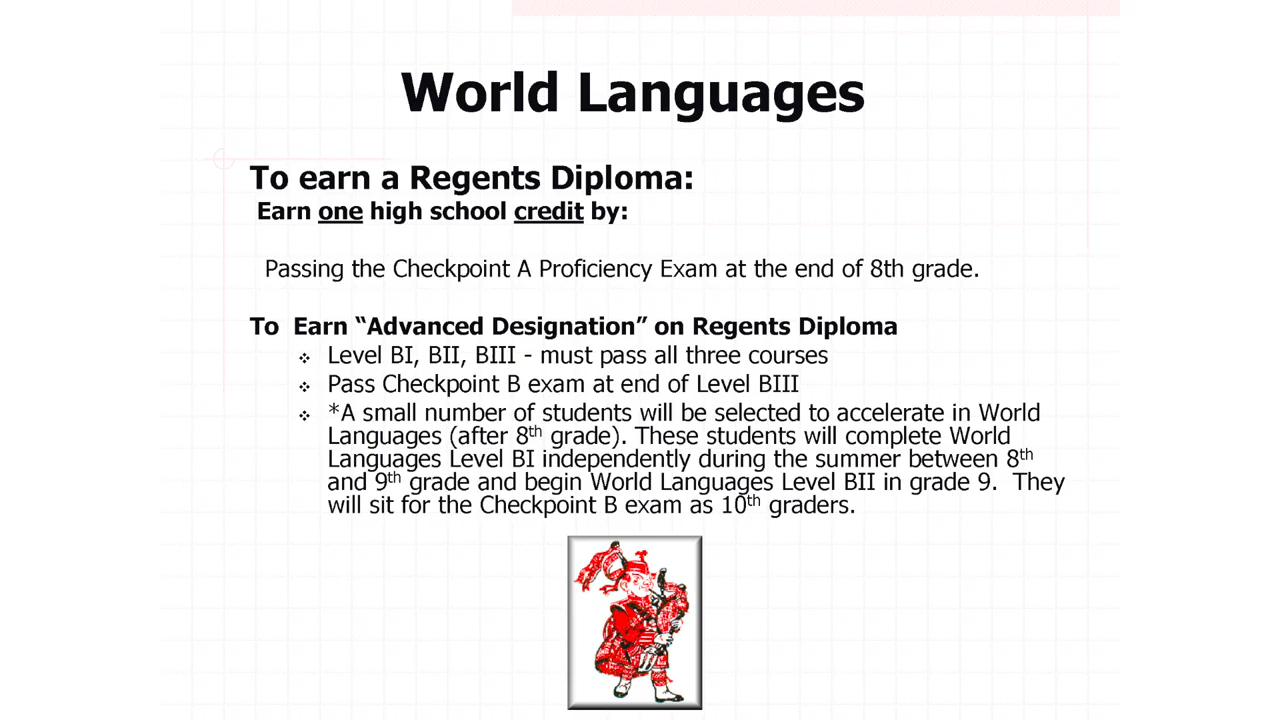 World Languages
To earn a Regents Diploma:
Earn one high school credit by:
Passing the Checkpoint A Proficiency Exam at the end of 8th grade.
To  Earn “Advanced Designation” on Regents Diploma
❖ Level BI, BII, BIII - must pass all three courses
❖ Pass Checkpoint B exam at end of Level BIII
❖ *A small number of students will be selected to accelerate in World
Languages (after 8th grade). These students will complete World
Languages Level BI independently during the summer between 8th
and 9th grade and begin World Languages Level BII in grade 9.  They
will sit for the Checkpoint B exam as 10th graders.